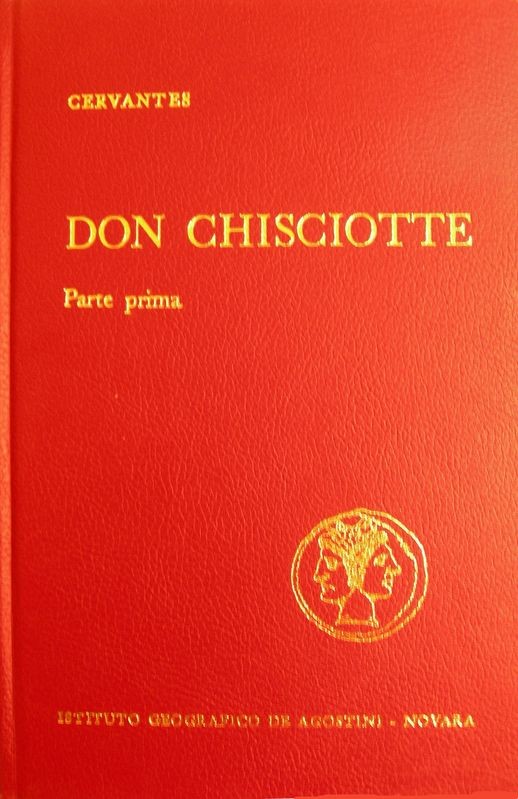 CERVANTES
DON CHISCIOTTE
Parte prima
ISTITUTO GEOGRAFICO DE AGOSTINI - NOVARA